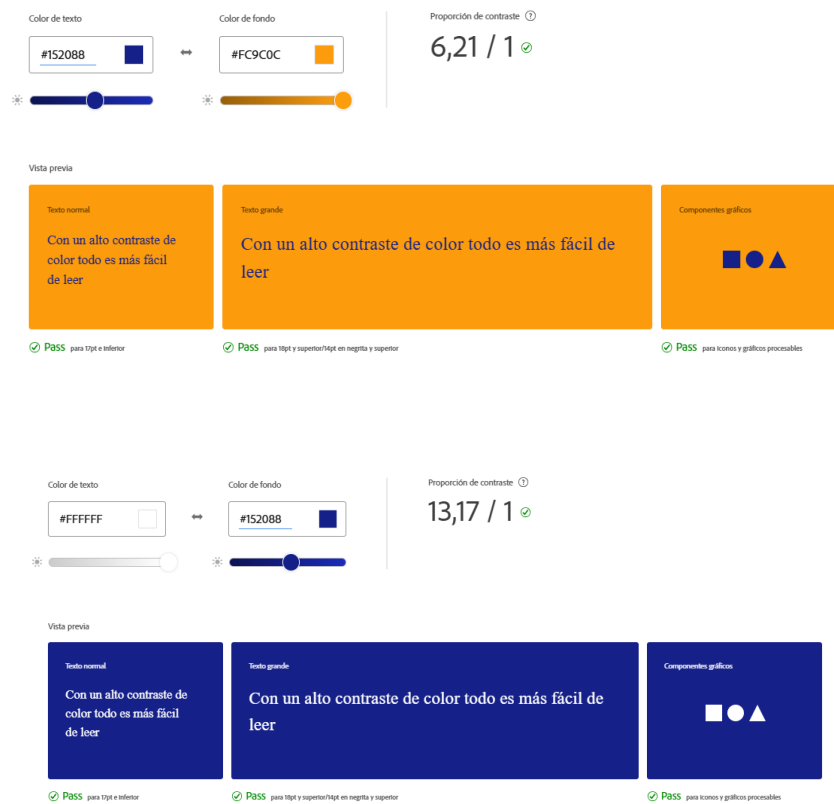 Color de texto
Color de fondo
Proporción de contraste ?
#152088
#FC9C0C
6,21 / 1
Vista previa
Texto normal
Con un alto contraste de
color todo es más fácil
de leer
Texto grande
Con un alto contraste de color todo es más fácil de
leer
Componentes gráficos
Pass para 17pt e inferior
Pass para 18pt y superior/14pt en negrita y superior
Pass para iconos y gráficos procesables
Color de texto
Color de fondo
Proporción de contraste ?
#FFFFFF
#152088
13,17 / 1
Vista previa
Texto normal
Con un alto contraste de
color todo es más fácil
de leer
Texto grande
Con un alto contraste de color todo es más fácil de
leer
Componentes gráficos
Pass para 17pt e inferior
Pass para 18pt y superior/14pt en negrita y superior
Pass para iconos y gráficos procesables